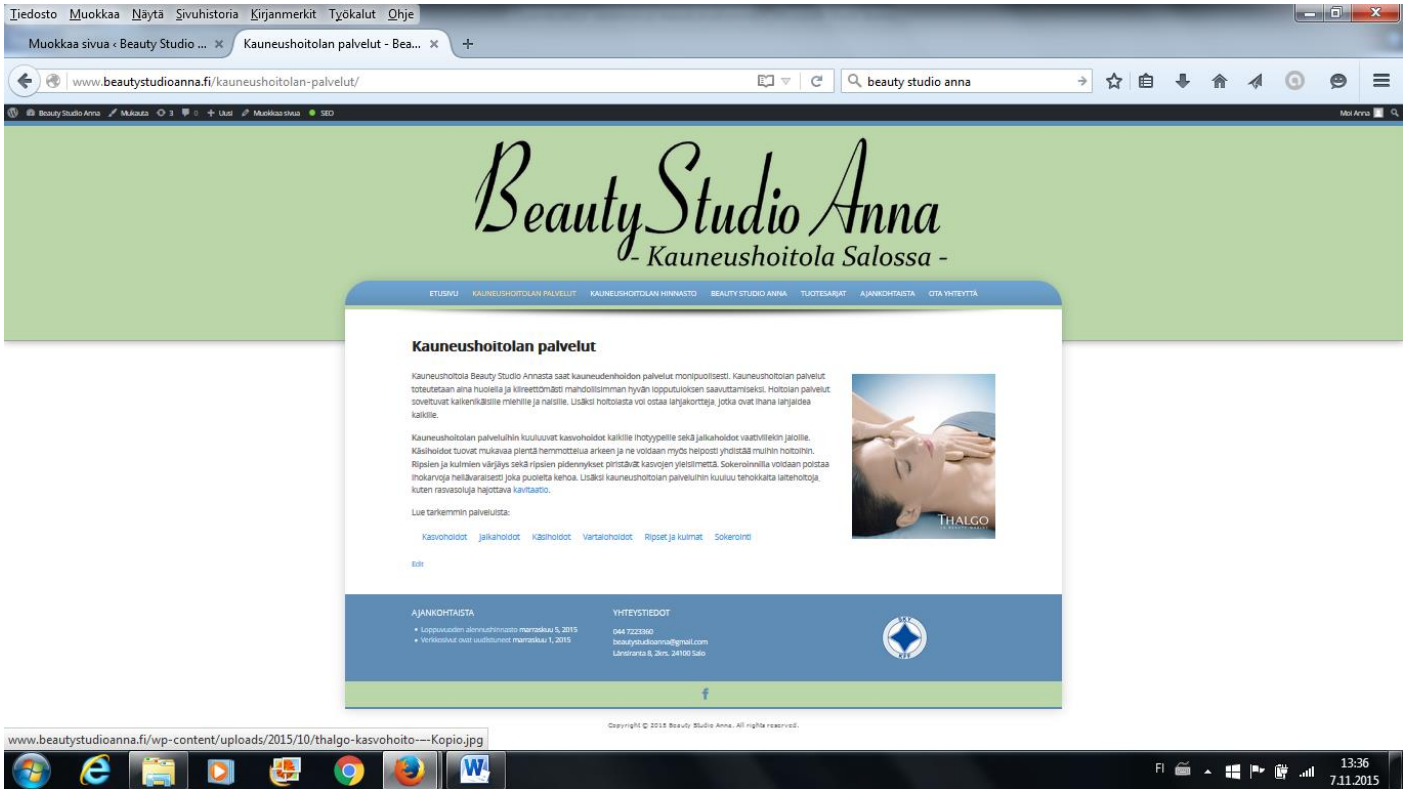 Tiedosto Muokkaa Näytä Sivuhistoria Kirjanmerkit Työkalut Ohje
Muokkaa sivua ‹ Beauty Studio ... × Kauneushoitolan palvelut - Bea... × +
www.beautystudioanna.fi/kauneushoitolan-palvelut/ beauty studio anna
Beauty Studio Anna Mukauta 3 0 + Uusi Muokkaa sivua SEO Moi Anna
Beauty Studio Anna
- Kauneushoitola Salossa -
ETUSIVU KAUNEUSHOITOLAN PALVELUT KAUNEUSHOITOLAN HINNASTO BEAUTY STUDIO ANNA TUOTESARJAT AJANKOHTAISTA OTA YHTEYTTÄ
Kauneushoitolan palvelut
Kauneushoitola Beauty Studio Annasta saat kauneudenhoidon palvelut monipuolisesti. Kauneushoitolan palvelut
toteutetaan aina huolella ja kiireettömästi mahdollisimman hyvän lopputuloksen saavuttamiseksi. Hoitolan palvelut
soveltuvat kaikenikäisille miehille ja naisille. Lisäksi hoitolasta voi ostaa lahjakortteja, jotka ovat ihana lahjaidea
kaikille.
Kauneushoitolan palveluihin kuuluuvat kasvohoidot kaikille ihotyypeille sekä jalkahoidot vaativillekin jaloille.
Käsihoidot tuovat mukavaa pientä hemmottelua arkeen ja ne voidaan myös helposti yhdistää muihin hoitoihin.
Ripsien ja kulmien värjäys sekä ripsien pidennykset piristävät kasvojen yleisilmettä. Sokeroinnilla voidaan poistaa
ihokarvoja hellävaraisesti joka puolelta kehoa. Lisäksi kauneushoitolan palveluihin kuuluu tehokkaita laitehoitoja,
kuten rasvasoluja hajottava kavitaatio.
Lue tarkemmin palveluista:
Kasvohoidot Jalkahoidot Käsihoidot Vartalohoidot Ripset ja kulmat Sokerointi
Edit
THALGO
AJANKOHTAISTA
• Loppuvuoden alennushinnasto marraskuu 5, 2015
• Verkkosivut ovat uudistuneet marraskuu 1, 2015
YHTEYSTIEDOT
044 7223360
beautystudioanna@gmail.com
Länsiranta 8, 2krs. 24100 Salo
SKY
KEF
f
Copyright © 2015 Beauty Studio Anna. All rights reserved.
www.beautystudioanna.fi/wp-content/uploads/2015/10/thalgo-kasvohoito-–-Kopio.jpg
FI 13:36
7.11.2015